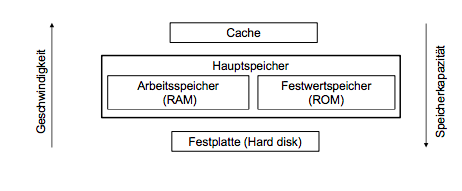 Geschwindigkeit
Cache
Hauptspeicher
Arbeitsspeicher
(RAM)
Festwertspeicher
(ROM)
Festplatte (Hard disk)
Speicherkapazität